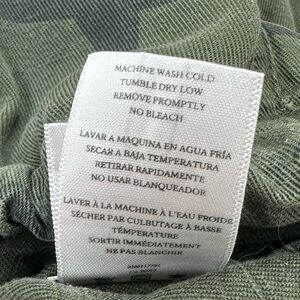 MACHINE WASH COLD
TUMBLE DRY LOW
REMOVE PROMPTLY
NO BLEACH
LAVAR A MAQUINA EN AGUA FRÍA
SECAR A BAJA TEMPERATURA
RETIRAR RAPIDAMENTE
NO USAR BLANQUEADOR
LAVER À LA MACHINE À L'EAU FROIDE
SÉCHER PAR CULBUTAGE À BASSE
TÉMPERATURE
SORTIR IMMÉDIATEMENT
NE PAS BLANCHIR